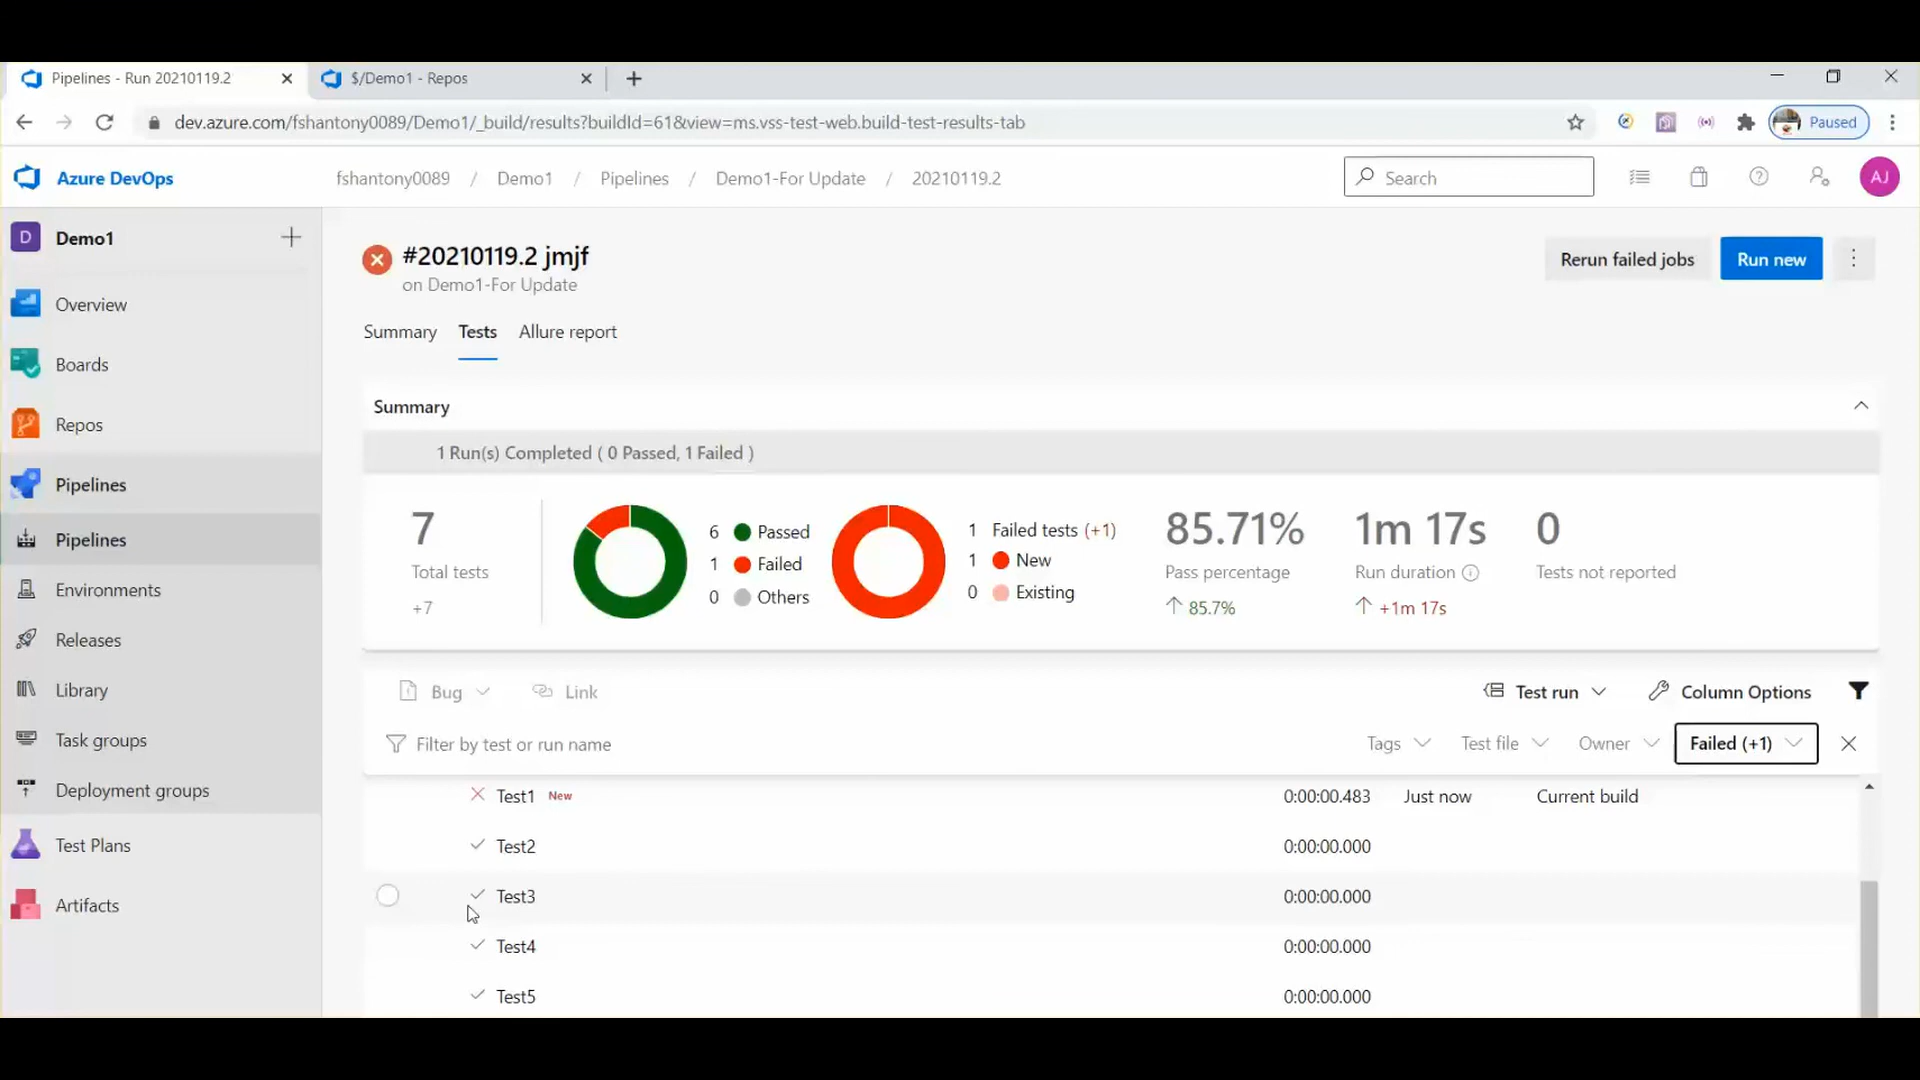 Pipelines - Run 20210119.2
$/Demo1 - Repos
dev.azure.com/fshantony0089/Demo1/_build/results?buildId=61&view=ms.vss-test-web.build-test-results-tab
Paused
Azure DevOps
fshantony0089 / Demo1 / Pipelines / Demo1-For Update / 20210119.2
Search
AJ
D
Demo1
Overview
Boards
Repos
Pipelines
Pipelines
Environments
Releases
Library
Task groups
Deployment groups
Test Plans
Artifacts
#20210119.2 jmjf
on Demo1-For Update
Rerun failed jobs
Run new
Summary Tests Allure report
Summary
1 Run(s) Completed ( 0 Passed, 1 Failed )
7
Total tests
+7
6 Passed
1 Failed
0 Others
1 Failed tests (+1)
1 New
0 Existing
85.71%
Pass percentage
85.7%
1m 17s
Run duration
+1m 17s
0
Tests not reported
Bug Link Test run Column Options
Filter by test or run name Tags Test file Owner Failed (+1)
Test1 New 0:00:00.483 Just now Current build
Test2 0:00:00.000
Test3 0:00:00.000
Test4 0:00:00.000
Test5 0:00:00.000